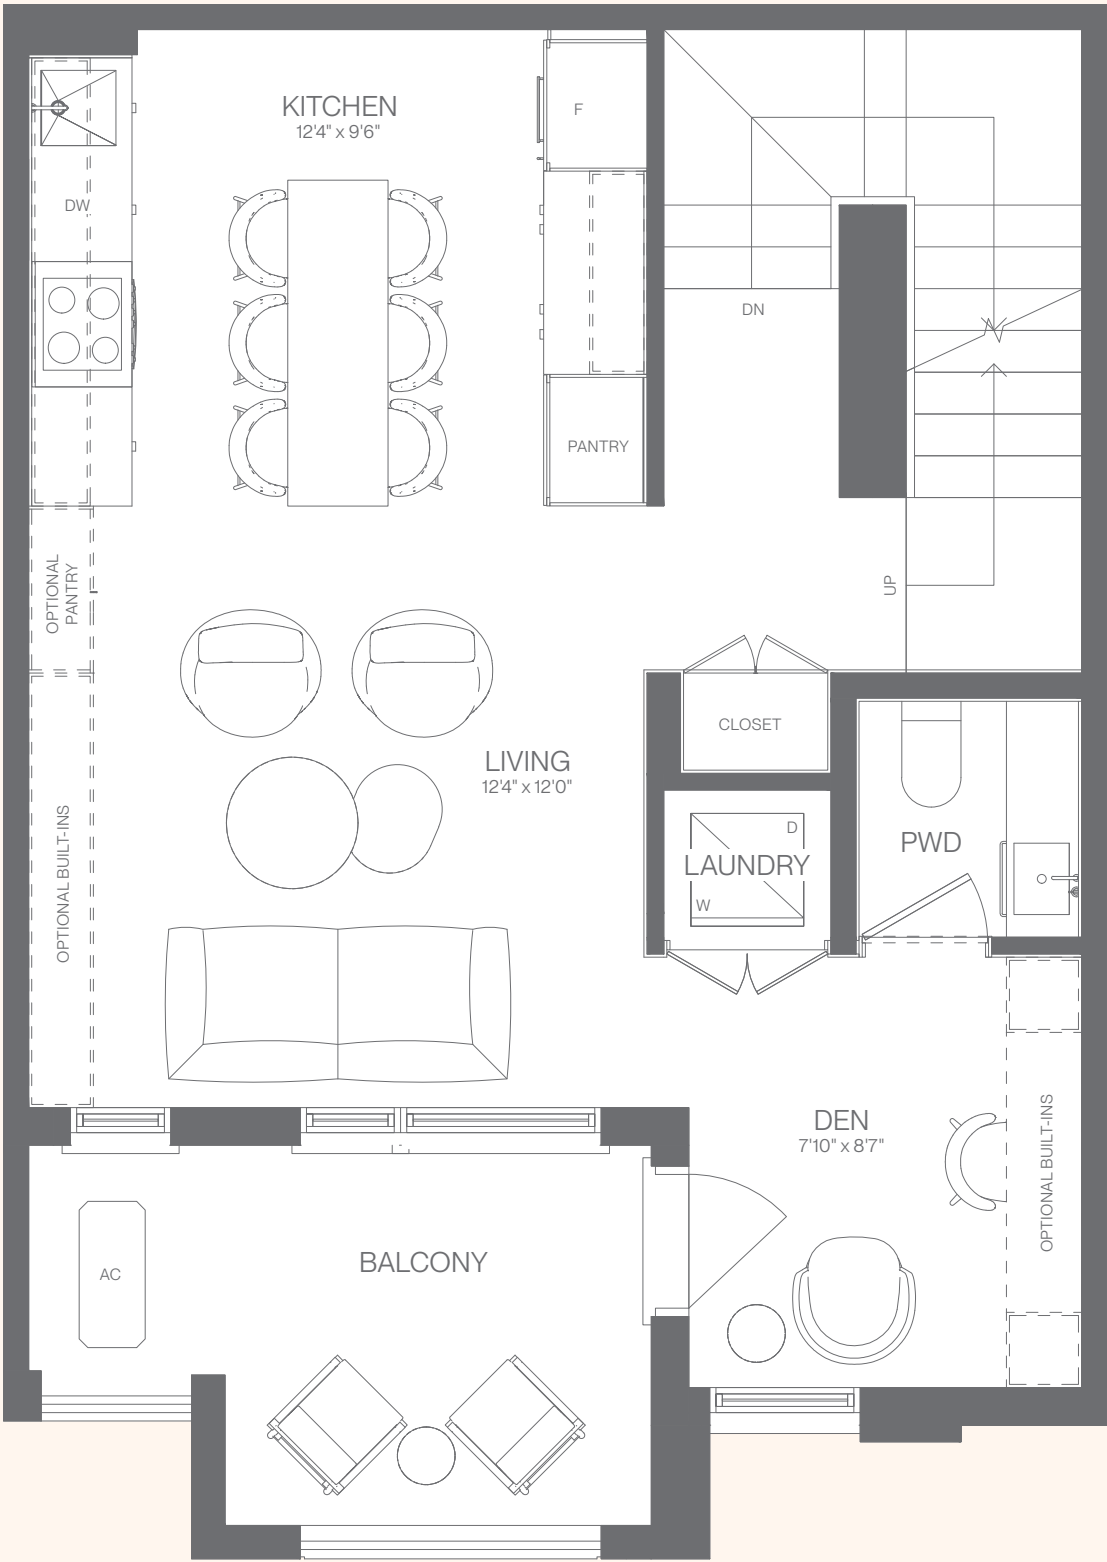 KITCHEN
12'4" x 9'6"
F
DW
DN
PANTRY
OPTIONAL
PANTRY
UP
CLOSET
LIVING
12'4" x 12'0"
OPTIONAL BUILT-INS
D
LAUNDRY
W
PWD
DEN
7'10" x 8'7"
OPTIONAL BUILT-INS
BALCONY
AC